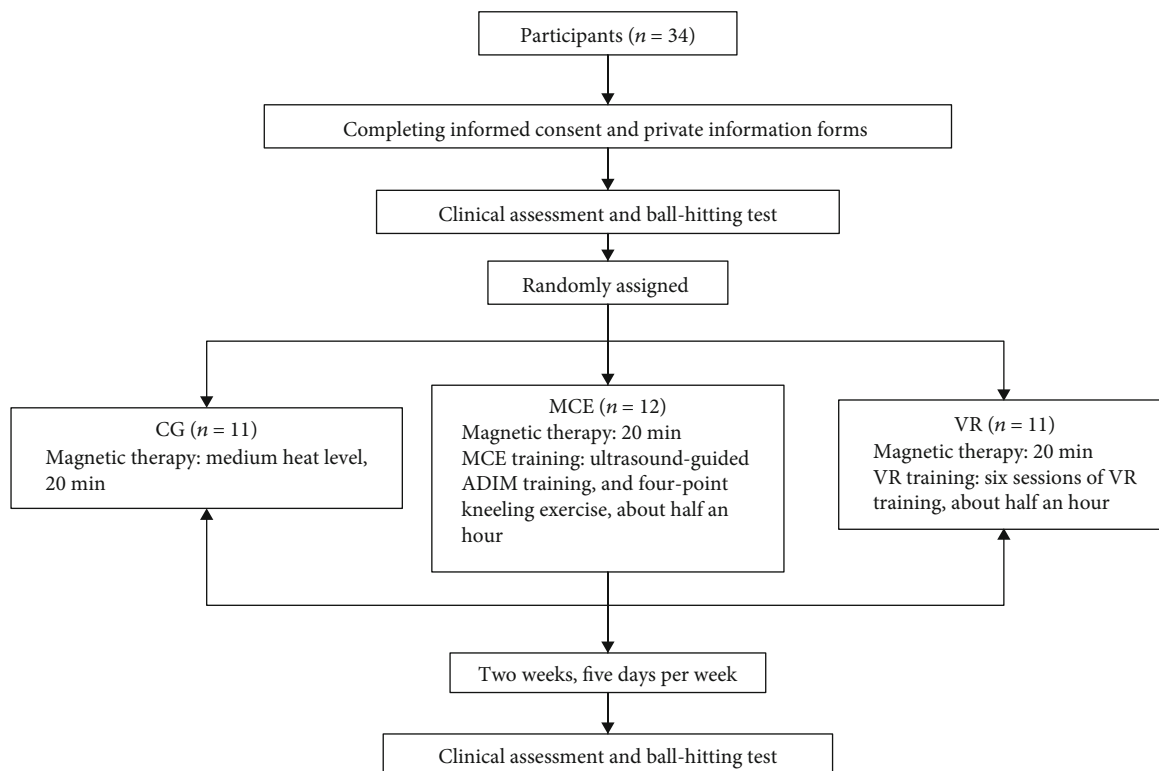 Participants (n = 34)
Completing informed consent and private information forms
Clinical assessment and ball-hitting test
Randomly assigned
CG (n = 11)
Magnetic therapy: medium heat level,
20 min
MCE (n = 12)
Magnetic therapy: 20 min
MCE training: ultrasound-guided
ADIM training, and four-point
kneeling exercise, about half an
hour
VR (n = 11)
Magnetic therapy: 20 min
VR training: six sessions of VR
training, about half an hour
Two weeks, five days per week
Clinical assessment and ball-hitting test